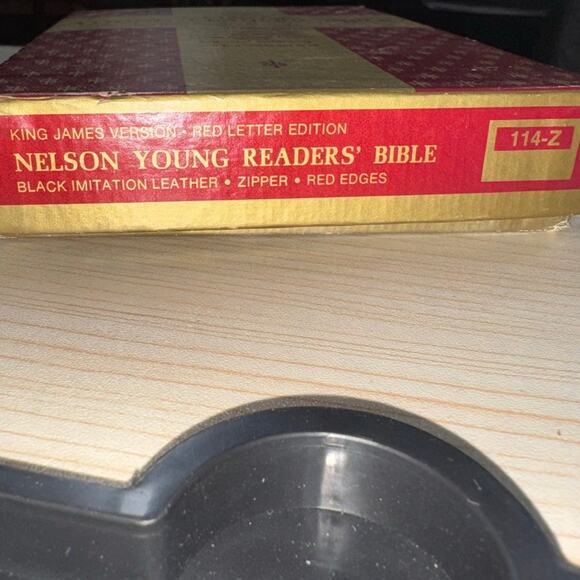 KING JAMES VERSION - RED LETTER EDITION
NELSON YOUNG READERS' BIBLE
BLACK IMITATION LEATHER • ZIPPER • RED EDGES
114-Z